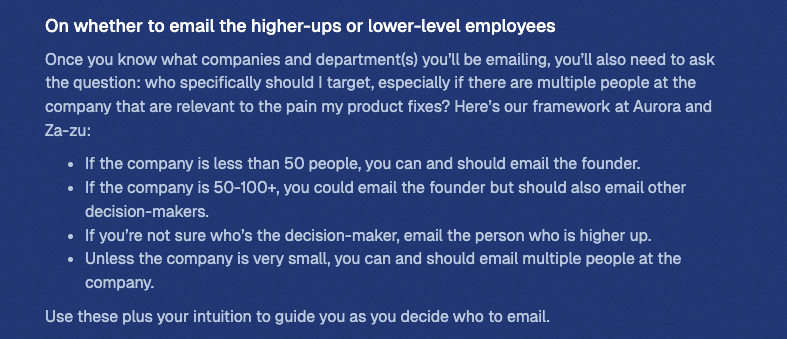 On whether to email the higher-ups or lower-level employees
Once you know what companies and department(s) you'll be emailing, you'll also need to ask
the question: who specifically should I target, especially if there are multiple people at the
company that are relevant to the pain my product fixes? Here's our framework at Aurora and
Za-zu:
• If the company is less than 50 people, you can and should email the founder.
• If the company is 50-100+, you could email the founder but should also email other
decision-makers.
• If you're not sure who's the decision-maker, email the person who is higher up.
• Unless the company is very small, you can and should email multiple people at the
company.
Use these plus your intuition to guide you as you decide who to email.